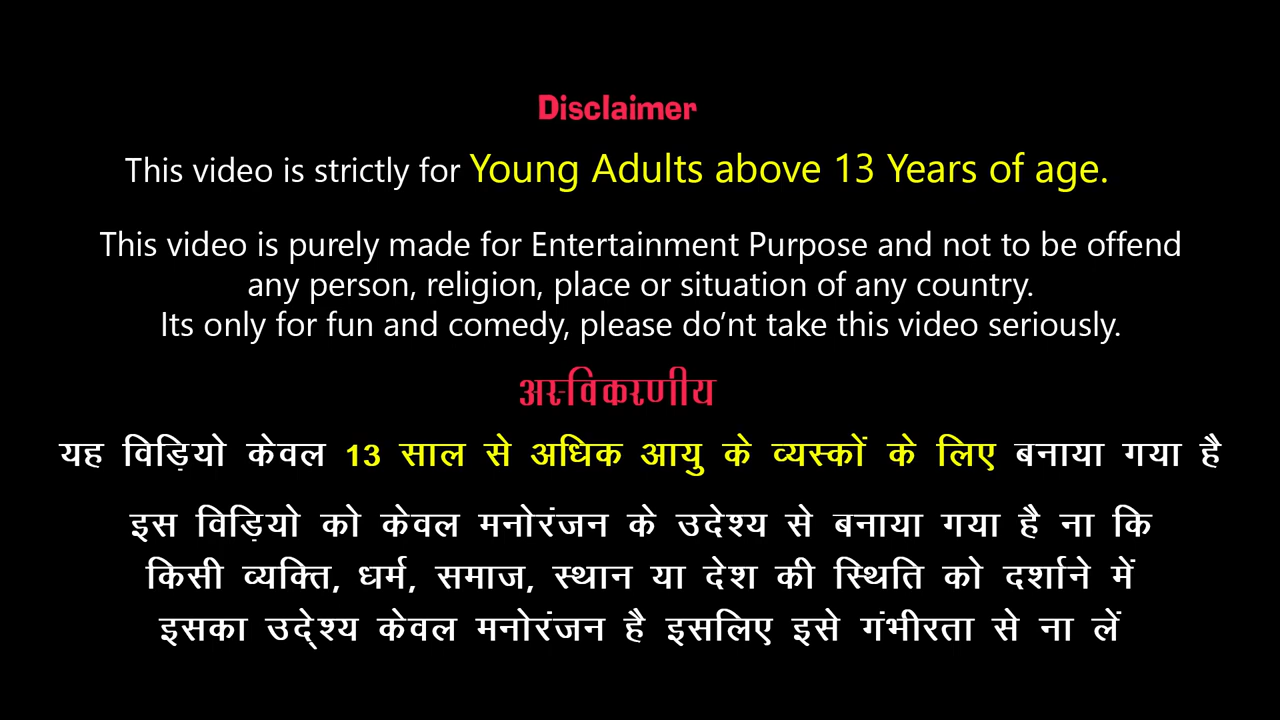 Disclaimer
This video is strictly for Young Adults above 13 Years of age.
This video is purely made for Entertainment Purpose and not to be offend
any person, religion, place or situation of any country.
Its only for fun and comedy, please do’nt take this video seriously.
अस्विकरणीय
यह विड़ियो केवल 13 साल से अधिक आयु के व्यस्कों के लिए बनाया गया है
इस विड़ियो को केवल मनोरंजन के उदेश्य से बनाया गया है ना कि
किसी व्यक्ति, धर्म, समाज, स्थान या देश की स्थिति को दर्शाने में
इसका उदे्श्य केवल मनोरंजन है इसलिए इसे गंभीरता से ना लें